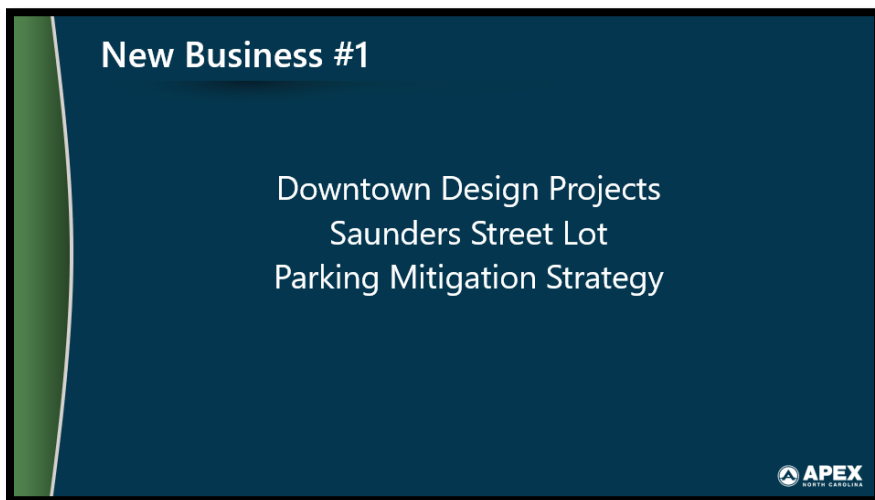 New Business #1
Downtown Design Projects
Saunders Street Lot
Parking Mitigation Strategy
APEX
NORTH CAROLINA